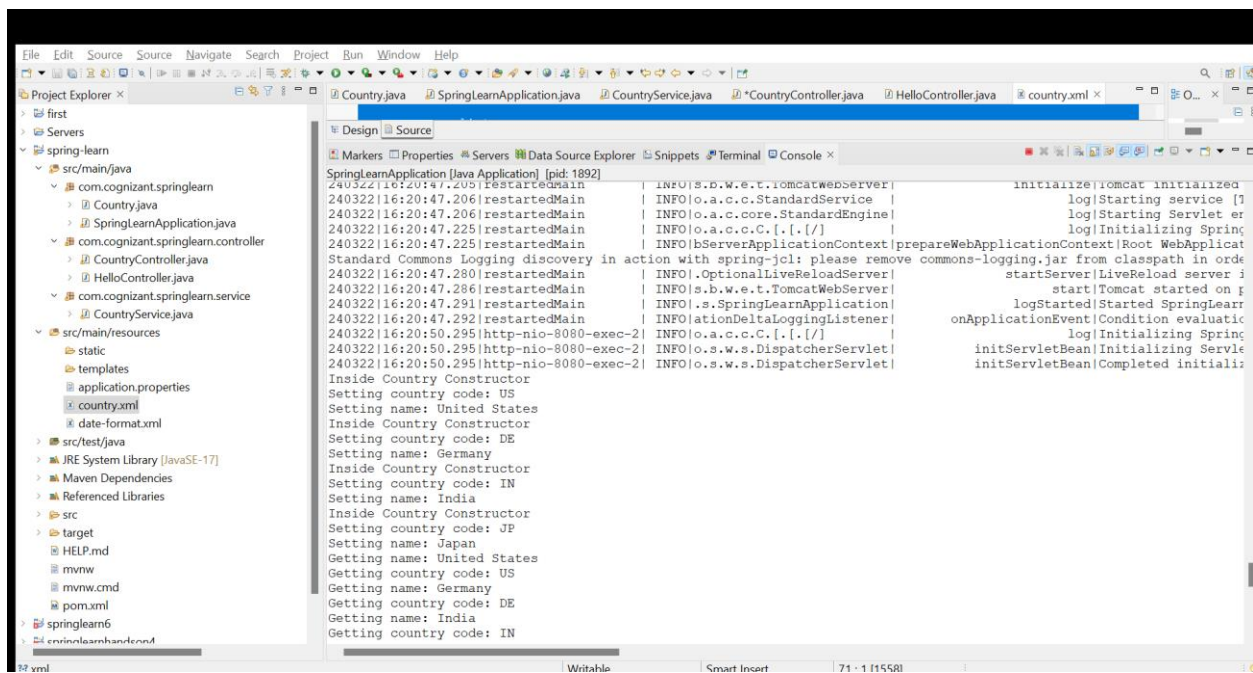 File Edit Source Source Navigate Search Project Run Window Help
Project Explorer
Country.java SpringLearnApplication.java CountryService.java *CountryController.java HelloController.java country.xml O...
first
Servers
spring-learn
src/main/java
com.cognizant.springlearn
Country.java
SpringLearnApplication.java
com.cognizant.springlearn.controller
CountryController.java
HelloController.java
com.cognizant.springlearn.service
CountryService.java
src/main/resources
static
templates
application.properties
country.xml
date-format.xml
src/test/java
JRE System Library [JavaSE-17]
Maven Dependencies
Referenced Libraries
src
target
HELP.md
mvnw
mvnw.cmd
pom.xml
springlearn6
springlearnhandson4
Design Source
Markers Properties Servers Data Source Explorer Snippets Terminal Console
SpringLearnApplication [Java Application] [pid: 1892]
240322|16:20:47.205|restartedMain | INFO|s.b.w.e.t.TomcatWebServer| initialize|Tomcat initialized
240322|16:20:47.206|restartedMain | INFO|o.a.c.c.StandardService | log|Starting service [T
240322|16:20:47.206|restartedMain | INFO|o.a.c.core.StandardEngine| log|Starting Servlet en
240322|16:20:47.225|restartedMain | INFO|o.a.c.c.C.[.[.[/] | log|Initializing Spring
240322|16:20:47.225|restartedMain | INFO|bServerApplicationContext|prepareWebApplicationContext|Root WebApplicat
Standard Commons Logging discovery in action with spring-jcl: please remove commons-logging.jar from classpath in orde
240322|16:20:47.280|restartedMain | INFO|.OptionalLiveReloadServer| startServer|LiveReload server i
240322|16:20:47.286|restartedMain | INFO|s.b.w.e.t.TomcatWebServer| start|Tomcat started on p
240322|16:20:47.291|restartedMain | INFO|.s.SpringLearnApplication| logStarted|Started SpringLearn
240322|16:20:47.292|restartedMain | INFO|ationDeltaLoggingListener| onApplicationEvent|Condition evaluatio
240322|16:20:50.295|http-nio-8080-exec-2| INFO|o.a.c.c.C.[.[.[/] | log|Initializing Spring
240322|16:20:50.295|http-nio-8080-exec-2| INFO|o.s.w.s.DispatcherServlet| initServletBean|Initializing Servle
240322|16:20:50.295|http-nio-8080-exec-2| INFO|o.s.w.s.DispatcherServlet| initServletBean|Completed initializ
Inside Country Constructor
Setting country code: US
Setting name: United States
Inside Country Constructor
Setting country code: DE
Setting name: Germany
Inside Country Constructor
Setting country code: IN
Setting name: India
Inside Country Constructor
Setting country code: JP
Setting name: Japan
Getting name: United States
Getting country code: US
Getting name: Germany
Getting country code: DE
Getting name: India
Getting country code: IN
xml Writable Smart Insert 71 : 1 [1558]